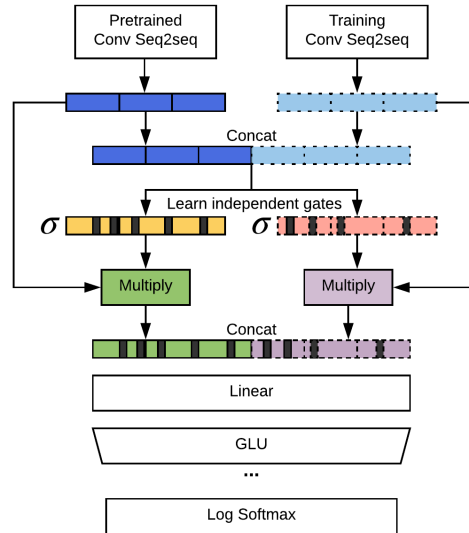 Pretrained
Conv Seq2seq
Training
Conv Seq2seq
Concat
Learn independent gates
σ
σ
Multiply
Multiply
Concat
Linear
GLU
...
Log Softmax